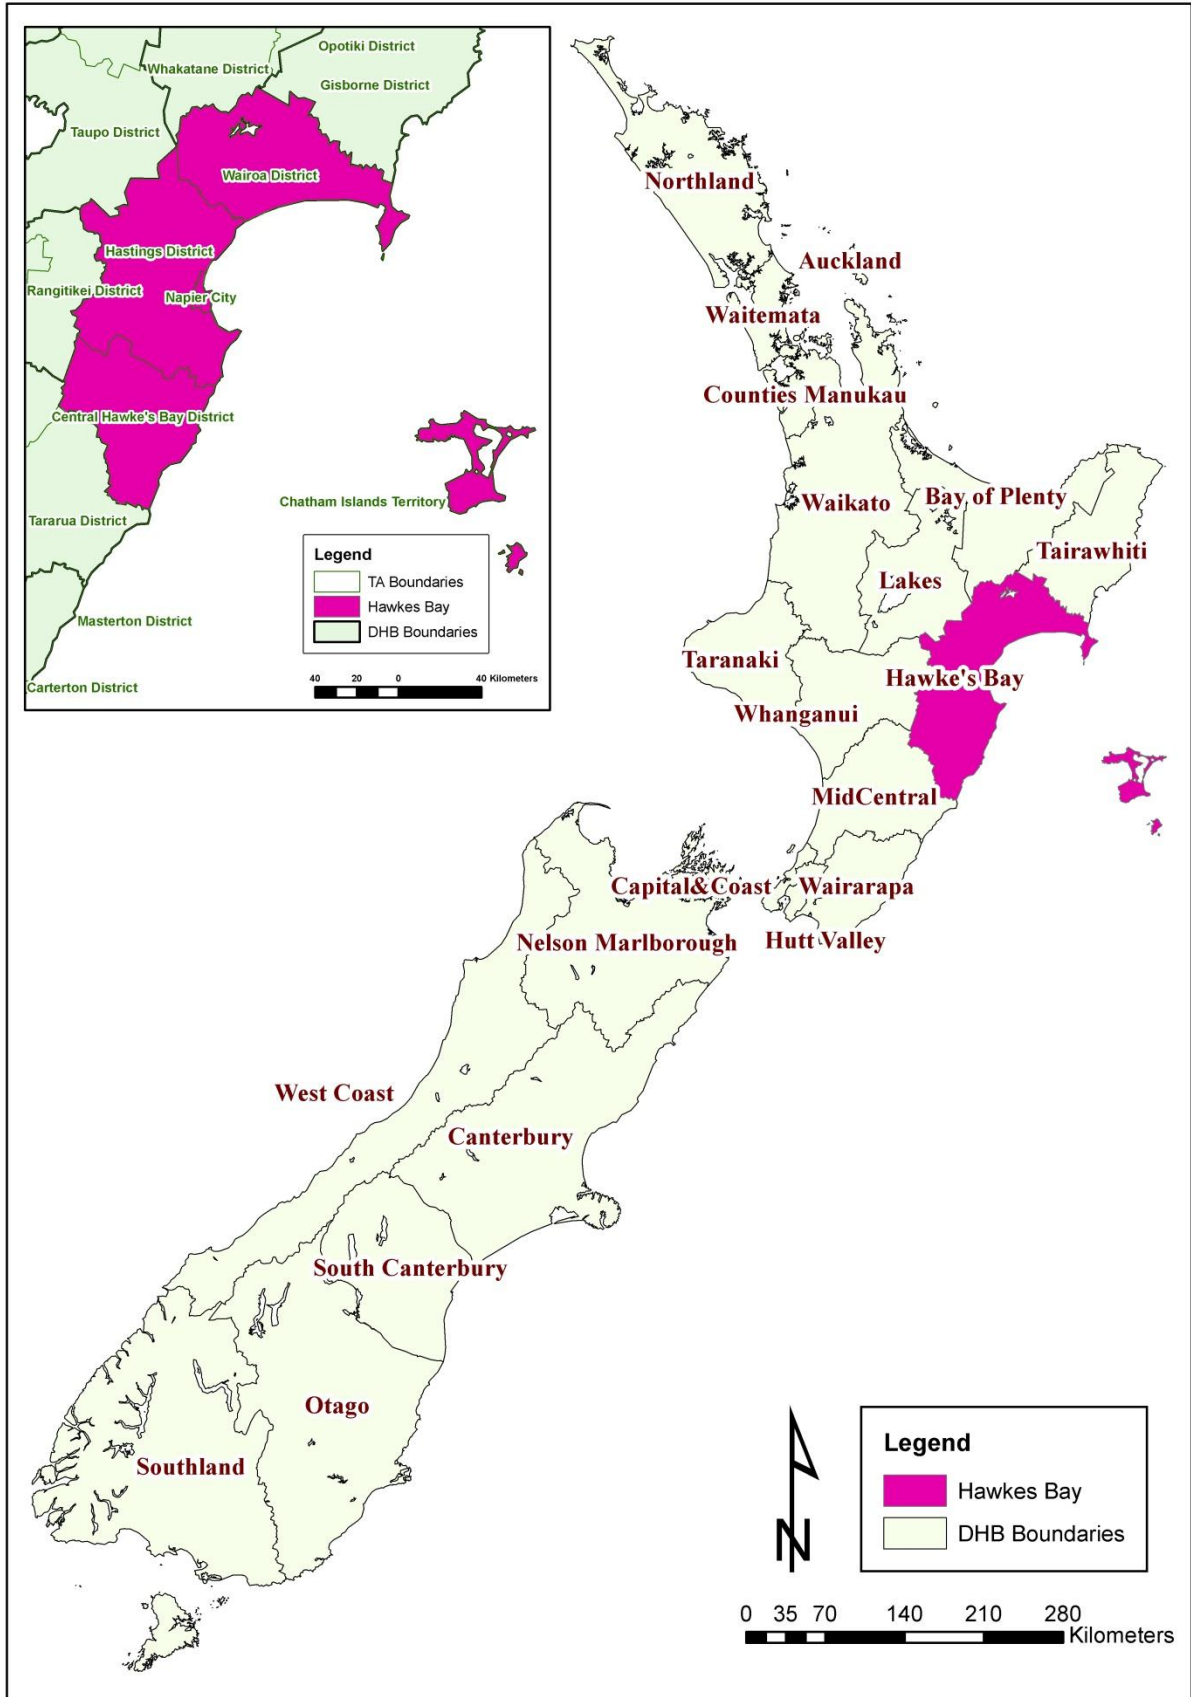 Opotiki District
Whakatane District
Gisborne District
Taupo District
Wairoa District
Hastings District
Rangitikei District
Napier City
Central Hawke's Bay District
Chatham Islands Territory
Tararua District
Masterton District
Carterton District
Legend
TA Boundaries
Hawkes Bay
DHB Boundaries
40 20 0 40 Kilometers
Northland
Auckland
Waitemata
Counties Manukau
Waikato
Bay of Plenty
Tairawhiti
Lakes
Taranaki
Hawke's Bay
Whanganui
MidCentral
Capital&Coast
Wairarapa
Nelson Marlborough
Hutt Valley
West Coast
Canterbury
South Canterbury
Otago
Southland
N
Legend
Hawkes Bay
DHB Boundaries
0 35 70 140 210 280
Kilometers